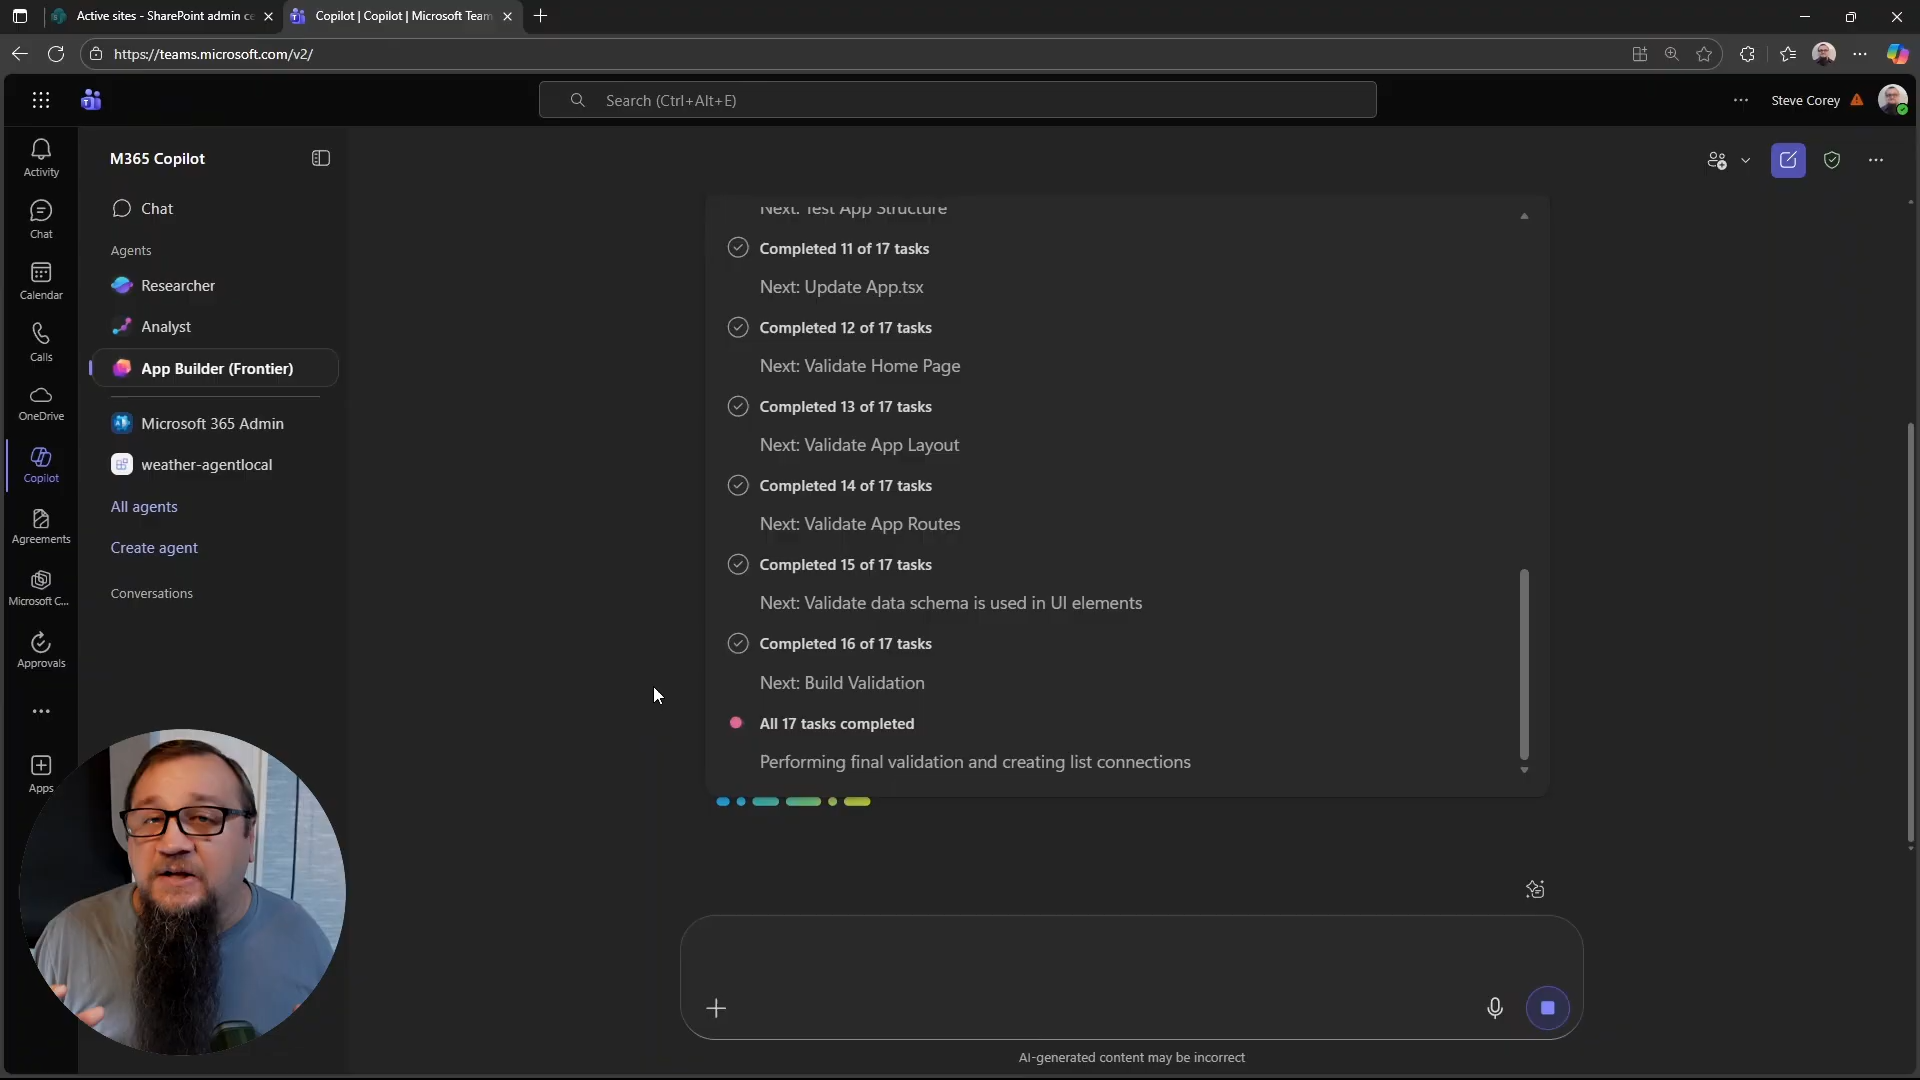 Active sites - SharePoint admin ce
Copilot | Copilot | Microsoft Team
https://teams.microsoft.com/v2/
Search (Ctrl+Alt+E)
Steve Corey
Activity
Chat
Calendar
Calls
OneDrive
Copilot
Agreements
Microsoft C...
Approvals
Apps
M365 Copilot
Chat
Agents
Researcher
Analyst
App Builder (Frontier)
Microsoft 365 Admin
weather-agentlocal
All agents
Create agent
Conversations
Next: Test App Structure
Completed 11 of 17 tasks
Next: Update App.tsx
Completed 12 of 17 tasks
Next: Validate Home Page
Completed 13 of 17 tasks
Next: Validate App Layout
Completed 14 of 17 tasks
Next: Validate App Routes
Completed 15 of 17 tasks
Next: Validate data schema is used in UI elements
Completed 16 of 17 tasks
Next: Build Validation
All 17 tasks completed
Performing final validation and creating list connections
AI-generated content may be incorrect